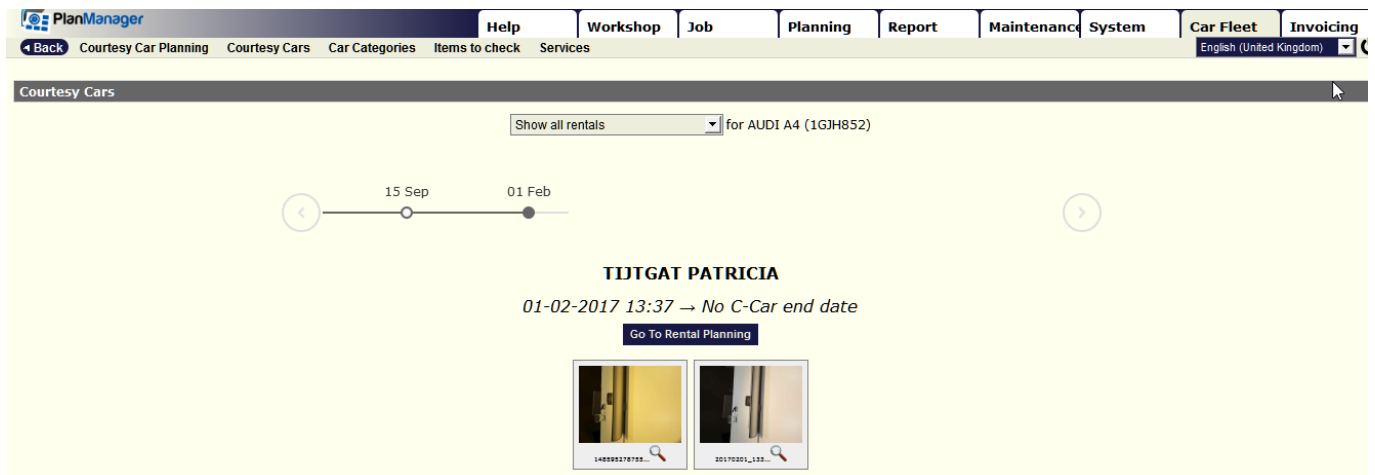 PlanManager
Help Workshop Job Planning Report Maintenance System Car Fleet Invoicing
Back Courtesy Car Planning Courtesy Cars Car Categories Items to check Services English (United Kingdom)
Courtesy Cars
Show all rentals for AUDI A4 (1GJH852)
15 Sep 01 Feb
TIJTGAT PATRICIA
01-02-2017 13:37 → No C-Car end date
Go To Rental Planning
20170201_133...